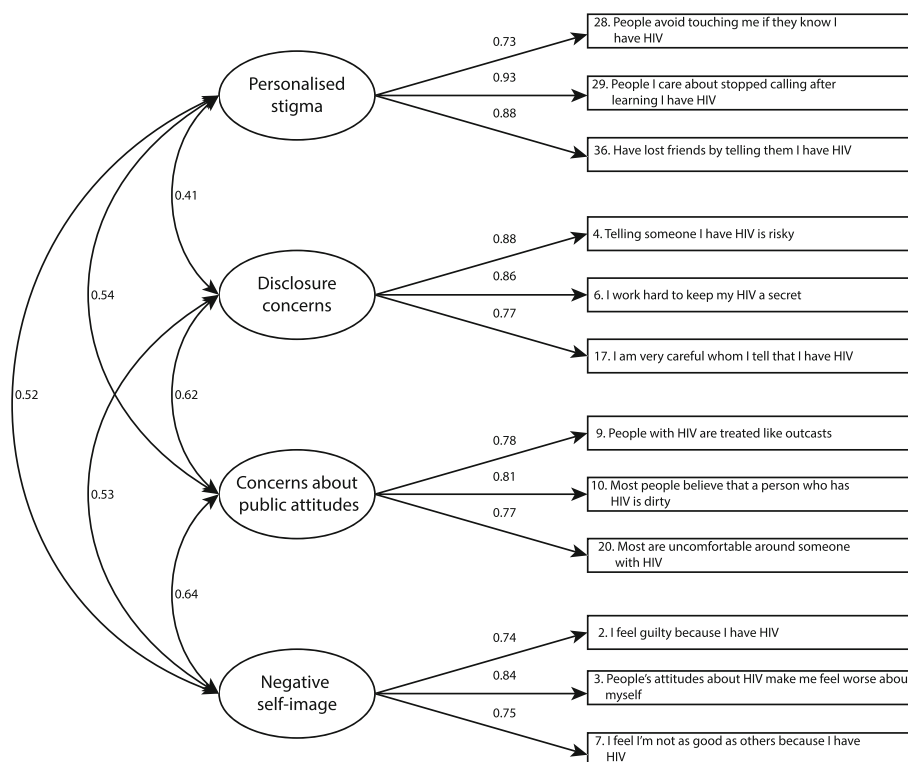 28. People avoid touching me if they know I
have HIV
0.73
Personalised
stigma
0.93
29. People I care about stopped calling after
learning I have HIV
0.88
36. Have lost friends by telling them I have HIV
0.41
4. Telling someone I have HIV is risky
0.88
Disclosure
concerns
0.86
6. I work hard to keep my HIV a secret
0.54
0.77
17. I am very careful whom I tell that I have HIV
0.52
0.62
9. People with HIV are treated like outcasts
0.78
Concerns about
public attitudes
0.81
10. Most people believe that a person who has
HIV is dirty
0.53
0.77
20. Most are uncomfortable around someone
with HIV
0.64
2. I feel guilty because I have HIV
0.74
Negative
self-image
0.84
3. People's attitudes about HIV make me feel worse abou
myself
0.75
7. I feel I'm not as good as others because I have
HIV